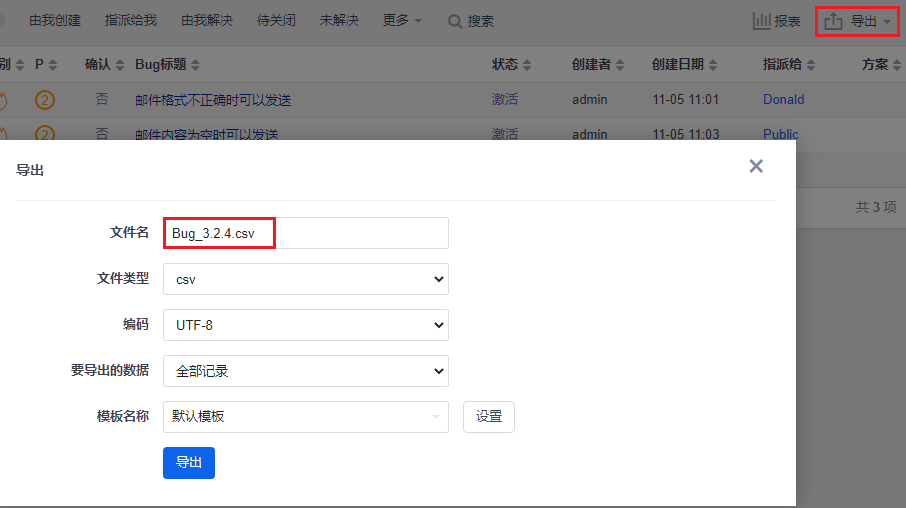 由我创建 指派给我 由我解决 待关闭 未解决 更多 搜索 报表 导出
别 P 确认 Bug标题 状态 创建者 创建日期 指派给 方案
2 否 邮件格式不正确时可以发送 激活 admin 11-05 11:01 Donald
2 否 邮件内容为空时可以发送 激活 admin 11-05 11:03 Public
共 3 项
导出 ×
文件名 Bug_3.2.4.csv
文件类型 csv
编码 UTF-8
要导出的数据 全部记录
模板名称 默认模板 设置
导出